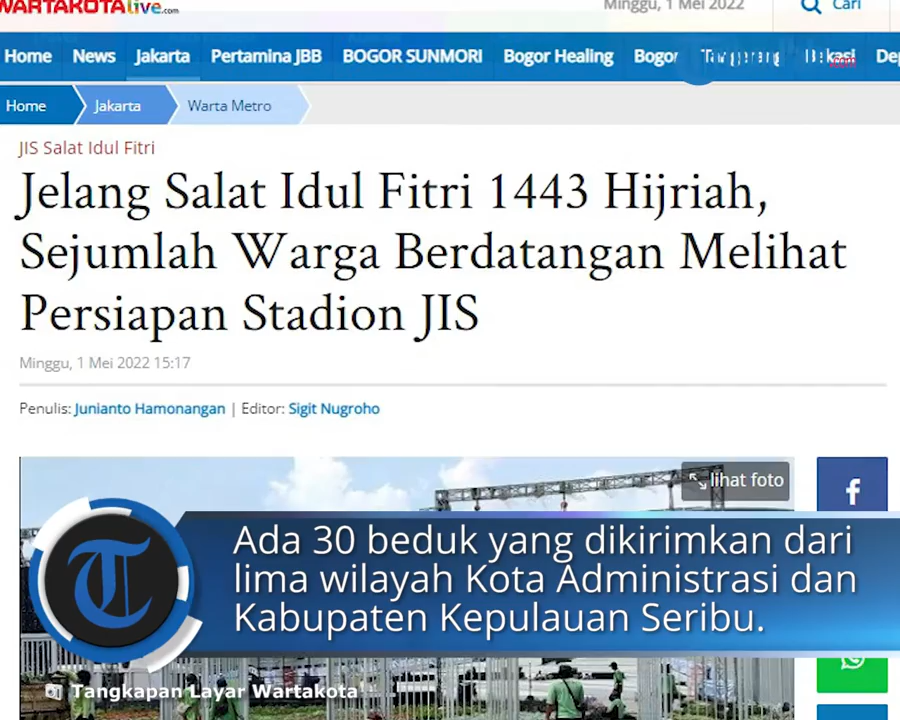 WARTAKOTAlive.com
Minggu, 1 Mei 2022
Cari
Home News Jakarta Pertamina JBB BOGOR SUNMORI Bogor Healing Bogor Tangerang Bekasi
.com
Home Jakarta Warta Metro
JIS Salat Idul Fitri
Jelang Salat Idul Fitri 1443 Hijriah,
Sejumlah Warga Berdatangan Melihat
Persiapan Stadion JIS
Minggu, 1 Mei 2022 15:17
Penulis: Junianto Hamonangan | Editor: Sigit Nugroho
lihat foto
f
Ada 30 beduk yang dikirimkan dari
lima wilayah Kota Administrasi dan
Kabupaten Kepulauan Seribu.
T
Tangkapan Layar Wartakota